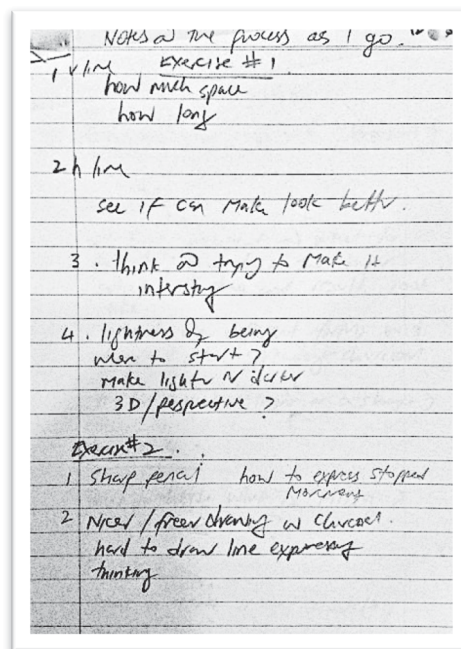 Notes on the process as I go.
Exercise #1
1 v line
how much space
how long
2 h line
see if can make look better.
3. think on trying to make it
intersting
4. lightness of being
where to start?
make lighter or darker
3D/perspective?
Exercise #2.
1 Sharp pencil how to express stopped
Movement
2 Nicer/freer drawing w charcoal.
hard to draw line expressing
thinking